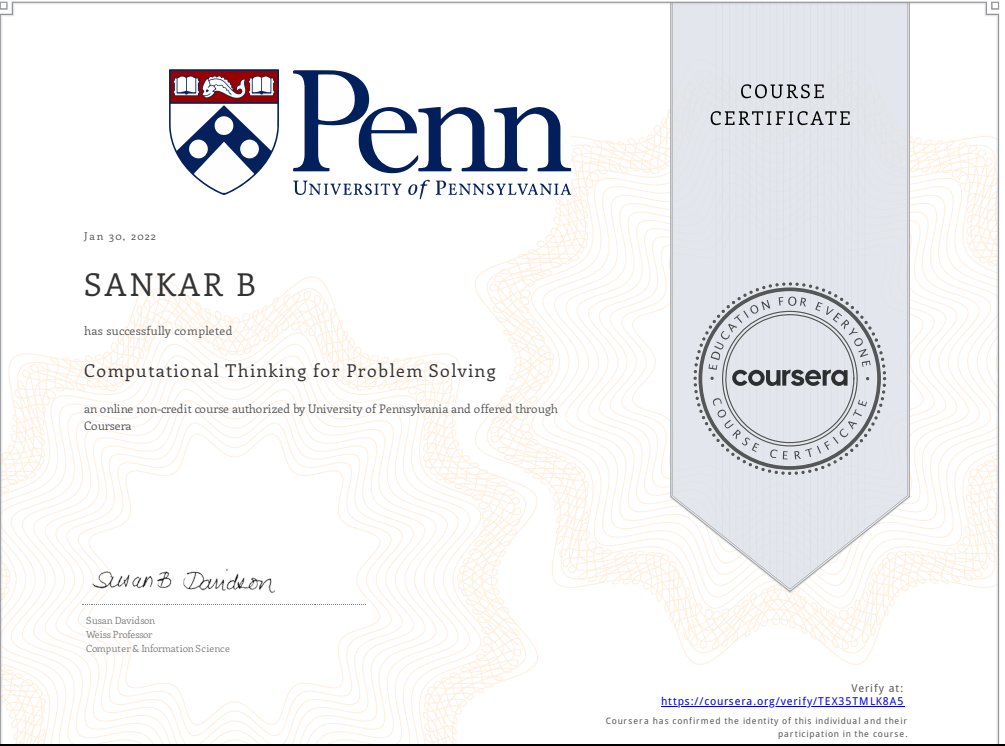 Penn
UNIVERSITY of PENNSYLVANIA
COURSE
CERTIFICATE
Jan 30, 2022
SANKAR B
has successfully completed
Computational Thinking for Problem Solving
an online non-credit course authorized by University of Pennsylvania and offered through
Coursera
EDUCATION FOR EVERYONE
coursera
COURSE CERTIFICATE
Susan B Davidson
Susan Davidson
Weiss Professor
Computer & Information Science
Verify at:
https://coursera.org/verify/TEX35TMLK8A5
Coursera has confirmed the identity of this individual and their
participation in the course.